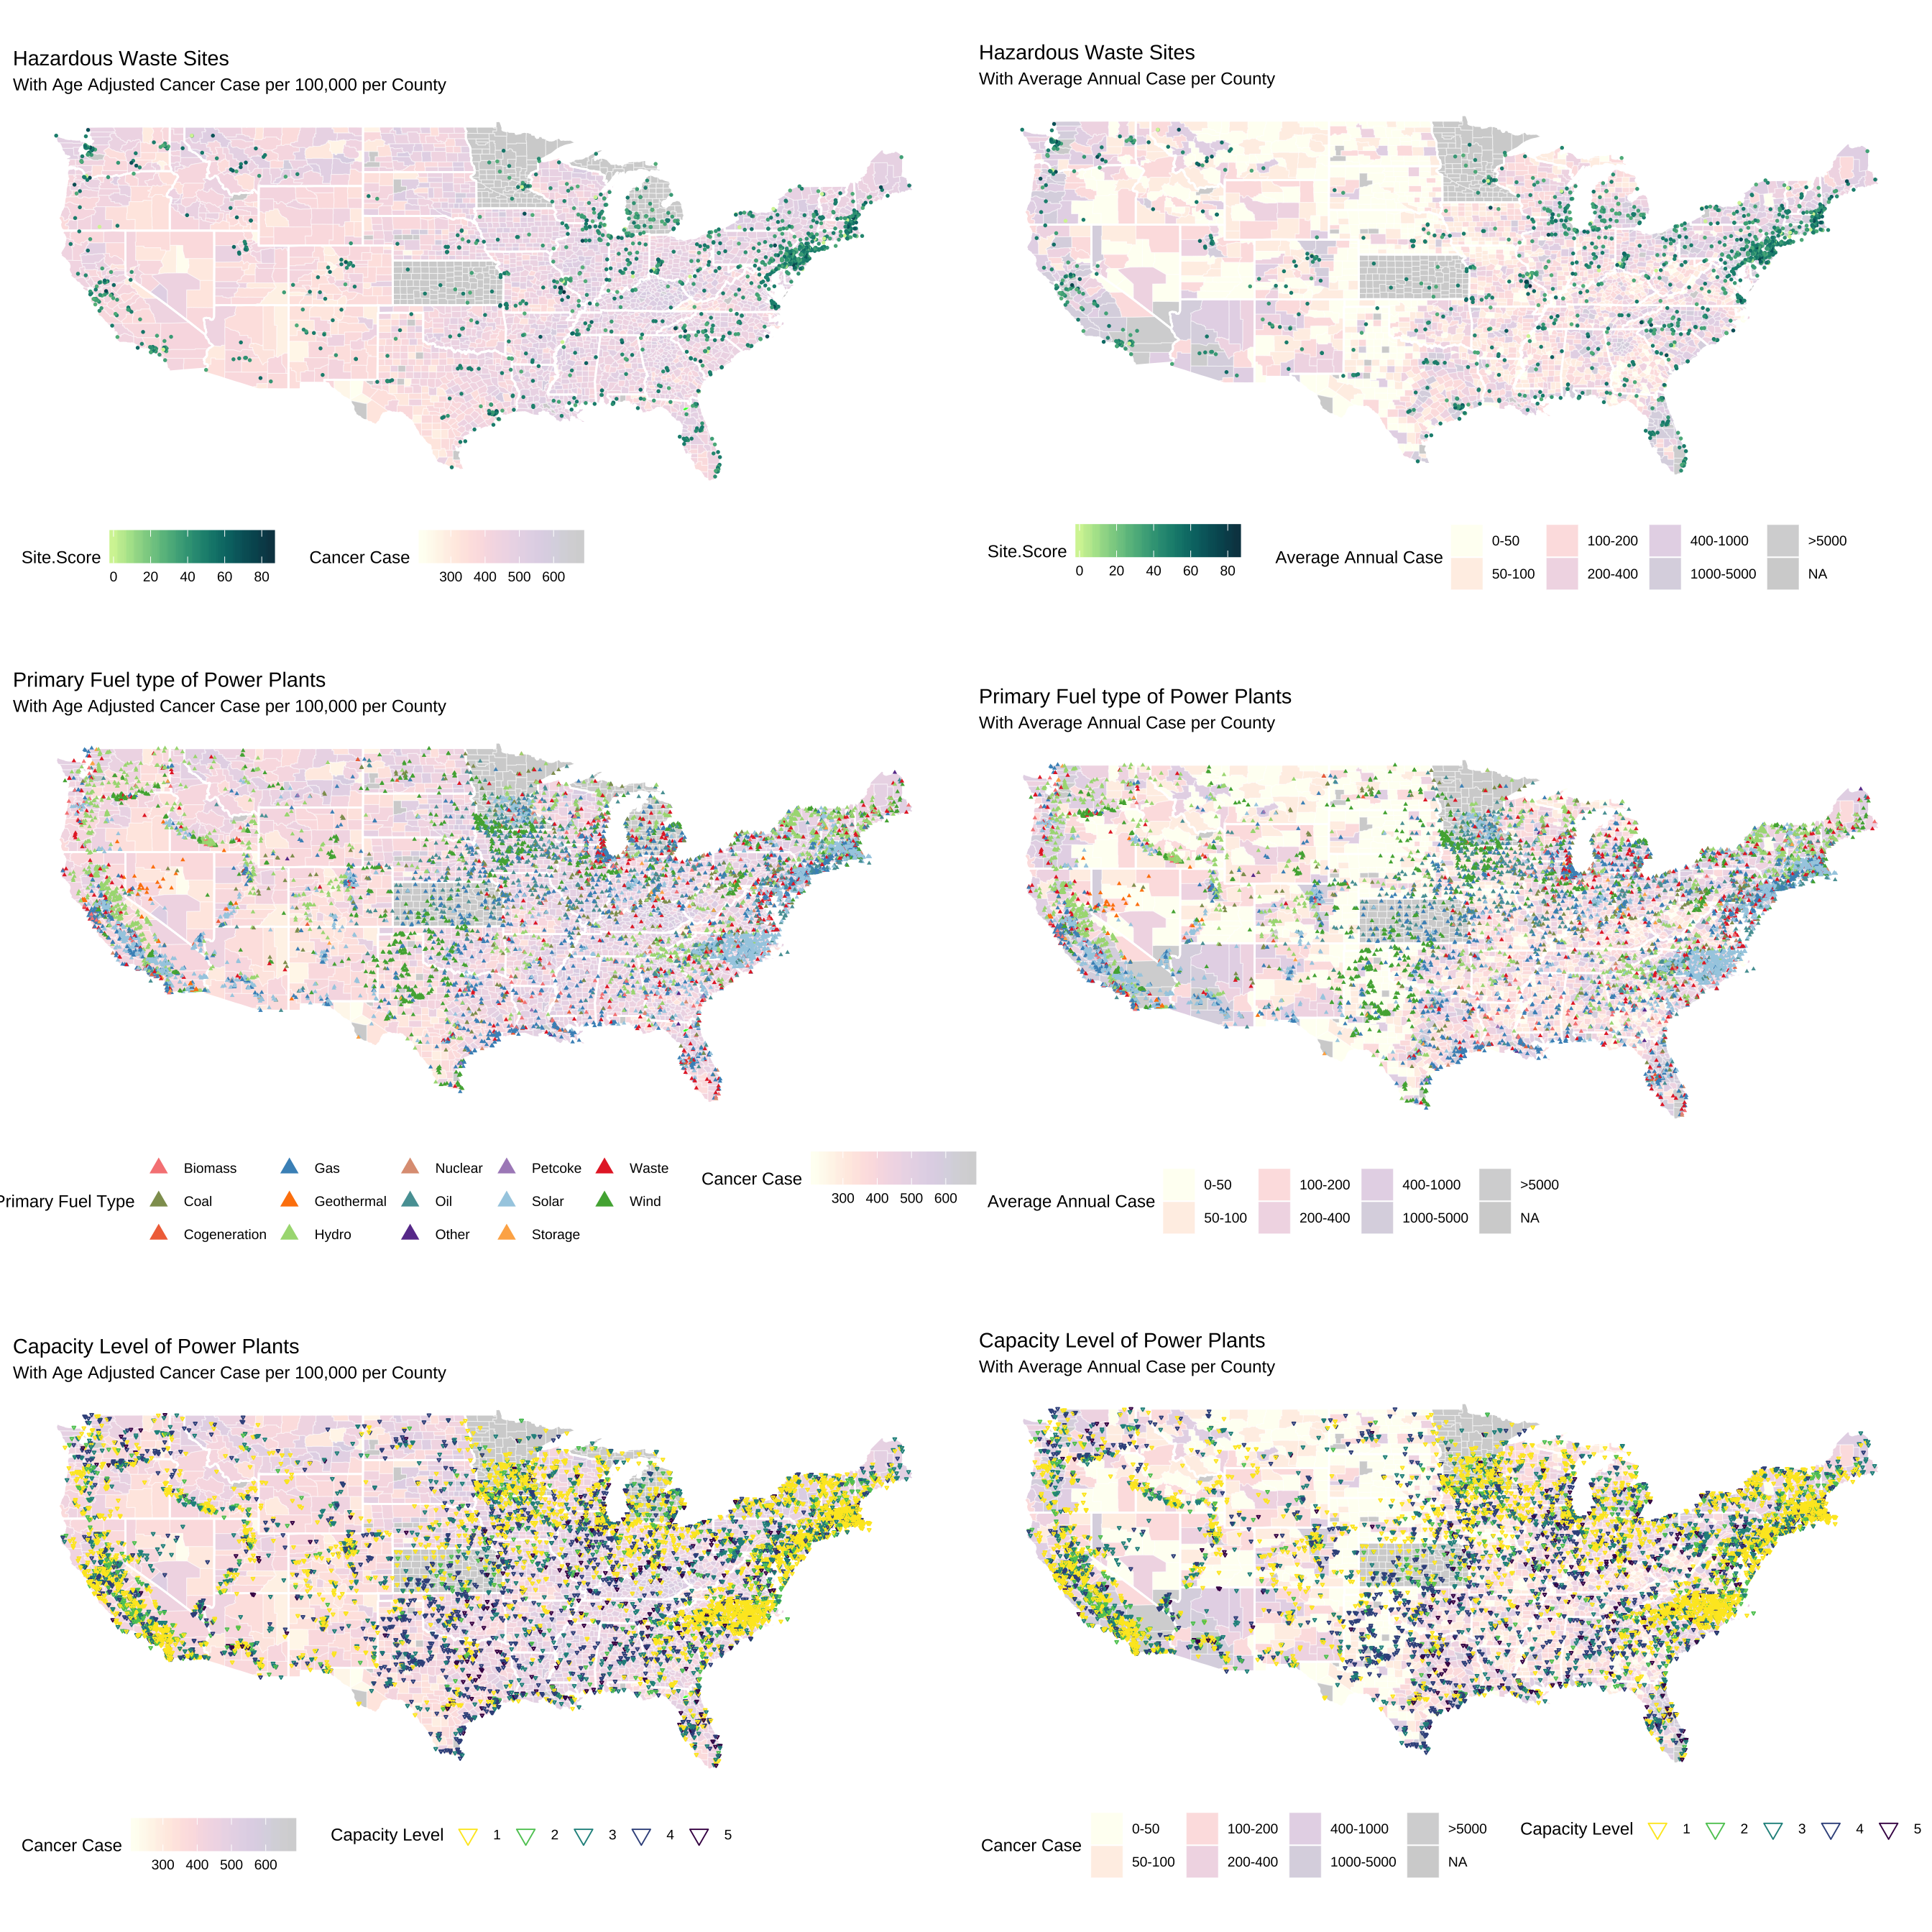 Hazardous Waste Sites
With Age Adjusted Cancer Case per 100,000 per County
Site.Score
0 20 40 60 80
Cancer Case
300 400 500 600
Hazardous Waste Sites
With Average Annual Case per County
Site.Score
0 20 40 60 80
Average Annual Case
0-50 100-200 400-1000 >5000
50-100 200-400 1000-5000 NA
Primary Fuel type of Power Plants
With Age Adjusted Cancer Case per 100,000 per County
Primary Fuel Type
Biomass Gas Nuclear Petcoke Waste
Coal Geothermal Oil Solar Wind
Cogeneration Hydro Other Storage
Cancer Case
300 400 500 600
Primary Fuel type of Power Plants
With Average Annual Case per County
Average Annual Case
0-50 100-200 400-1000 >5000
50-100 200-400 1000-5000 NA
Capacity Level of Power Plants
With Age Adjusted Cancer Case per 100,000 per County
Cancer Case
300 400 500 600
Capacity Level 1 2 3 4 5
Capacity Level of Power Plants
With Average Annual Case per County
Cancer Case
0-50 100-200 400-1000 >5000
50-100 200-400 1000-5000 NA
Capacity Level 1 2 3 4 5